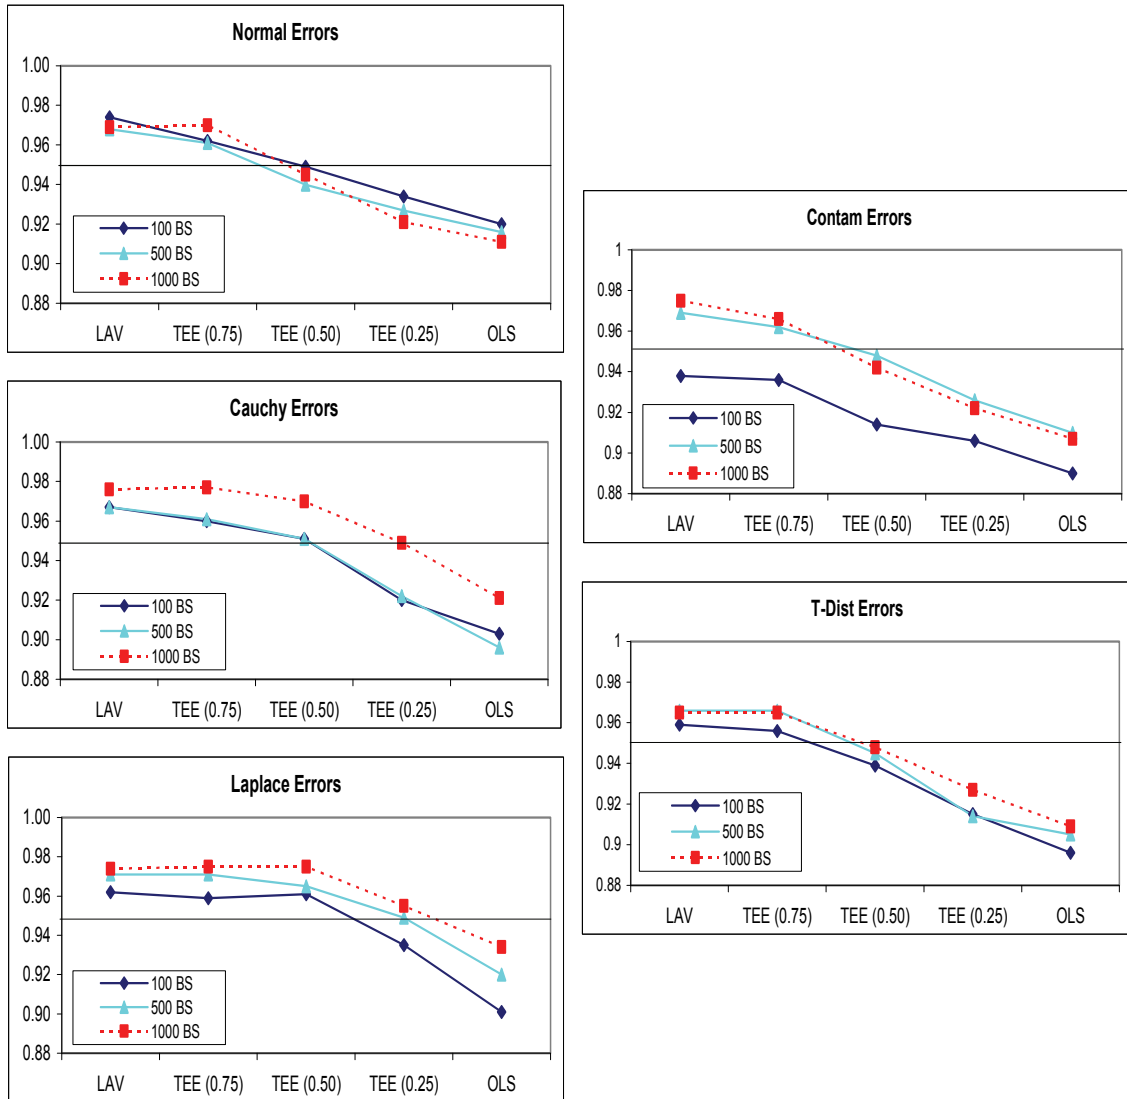 Normal Errors
1.00
0.98
0.96
0.94
0.92
0.90
0.88
100 BS
500 BS
1000 BS
LAV TEE (0.75) TEE (0.50) TEE (0.25) OLS
Contam Errors
1
0.98
0.96
0.94
0.92
0.9
0.88
100 BS
500 BS
1000 BS
LAV TEE (0.75) TEE (0.50) TEE (0.25) OLS
Cauchy Errors
1.00
0.98
0.96
0.94
0.92
0.90
0.88
100 BS
500 BS
1000 BS
LAV TEE (0.75) TEE (0.50) TEE (0.25) OLS
T-Dist Errors
1
0.98
0.96
0.94
0.92
0.9
0.88
100 BS
500 BS
1000 BS
LAV TEE (0.75) TEE (0.50) TEE (0.25) OLS
Laplace Errors
1.00
0.98
0.96
0.94
0.92
0.90
0.88
100 BS
500 BS
1000 BS
LAV TEE (0.75) TEE (0.50) TEE (0.25) OLS